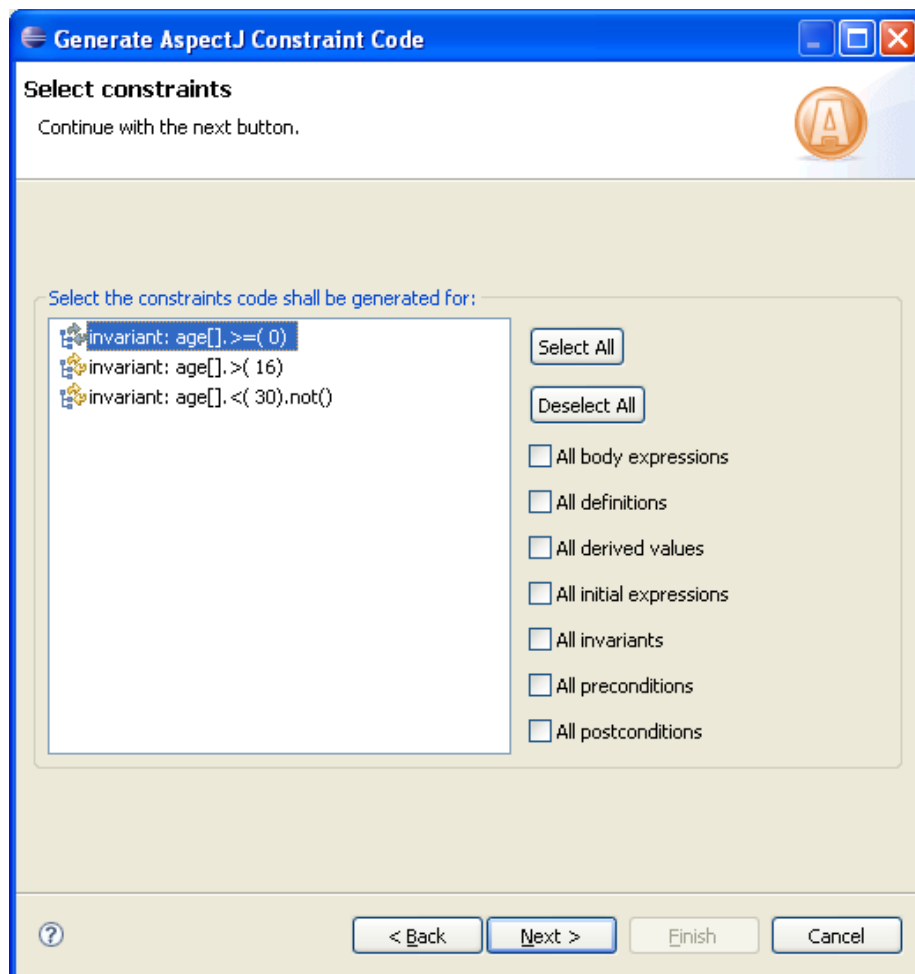 Generate AspectJ Constraint Code
Select constraints
Continue with the next button.
Select the constraints code shall be generated for:
invariant: age[].>=( 0)
invariant: age[].>( 16)
invariant: age[].<( 30).not()
Select All
Deselect All
All body expressions
All definitions
All derived values
All initial expressions
All invariants
All preconditions
All postconditions
< Back
Next >
Finish
Cancel